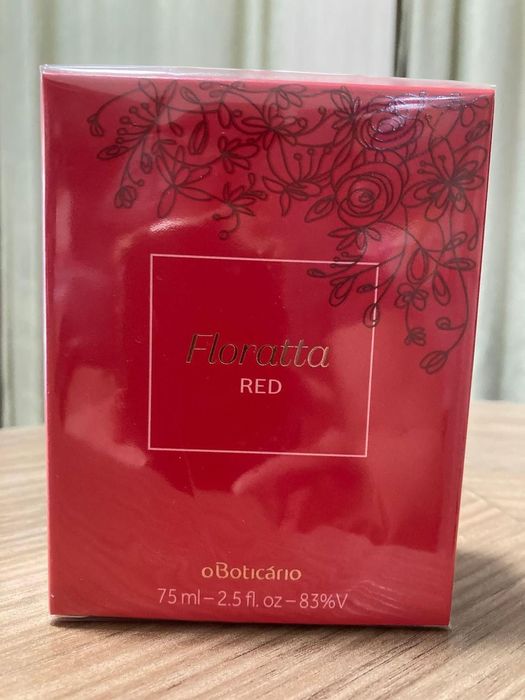 Floratta
RED
oBoticário
75 ml – 2.5 fl. oz – 83%V